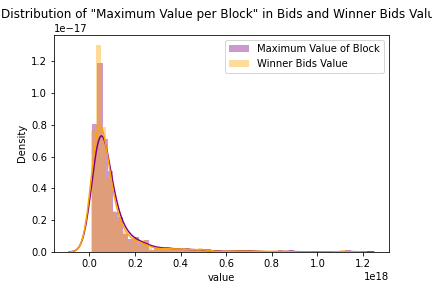 Distribution of "Maximum Value per Block" in Bids and Winner Bids Valu
1e−17
Maximum Value of Block
Winner Bids Value
1.2
1.0
0.8
0.6
0.4
0.2
0.0
Density
0.0 0.2 0.4 0.6 0.8 1.0 1.2
value
1e18